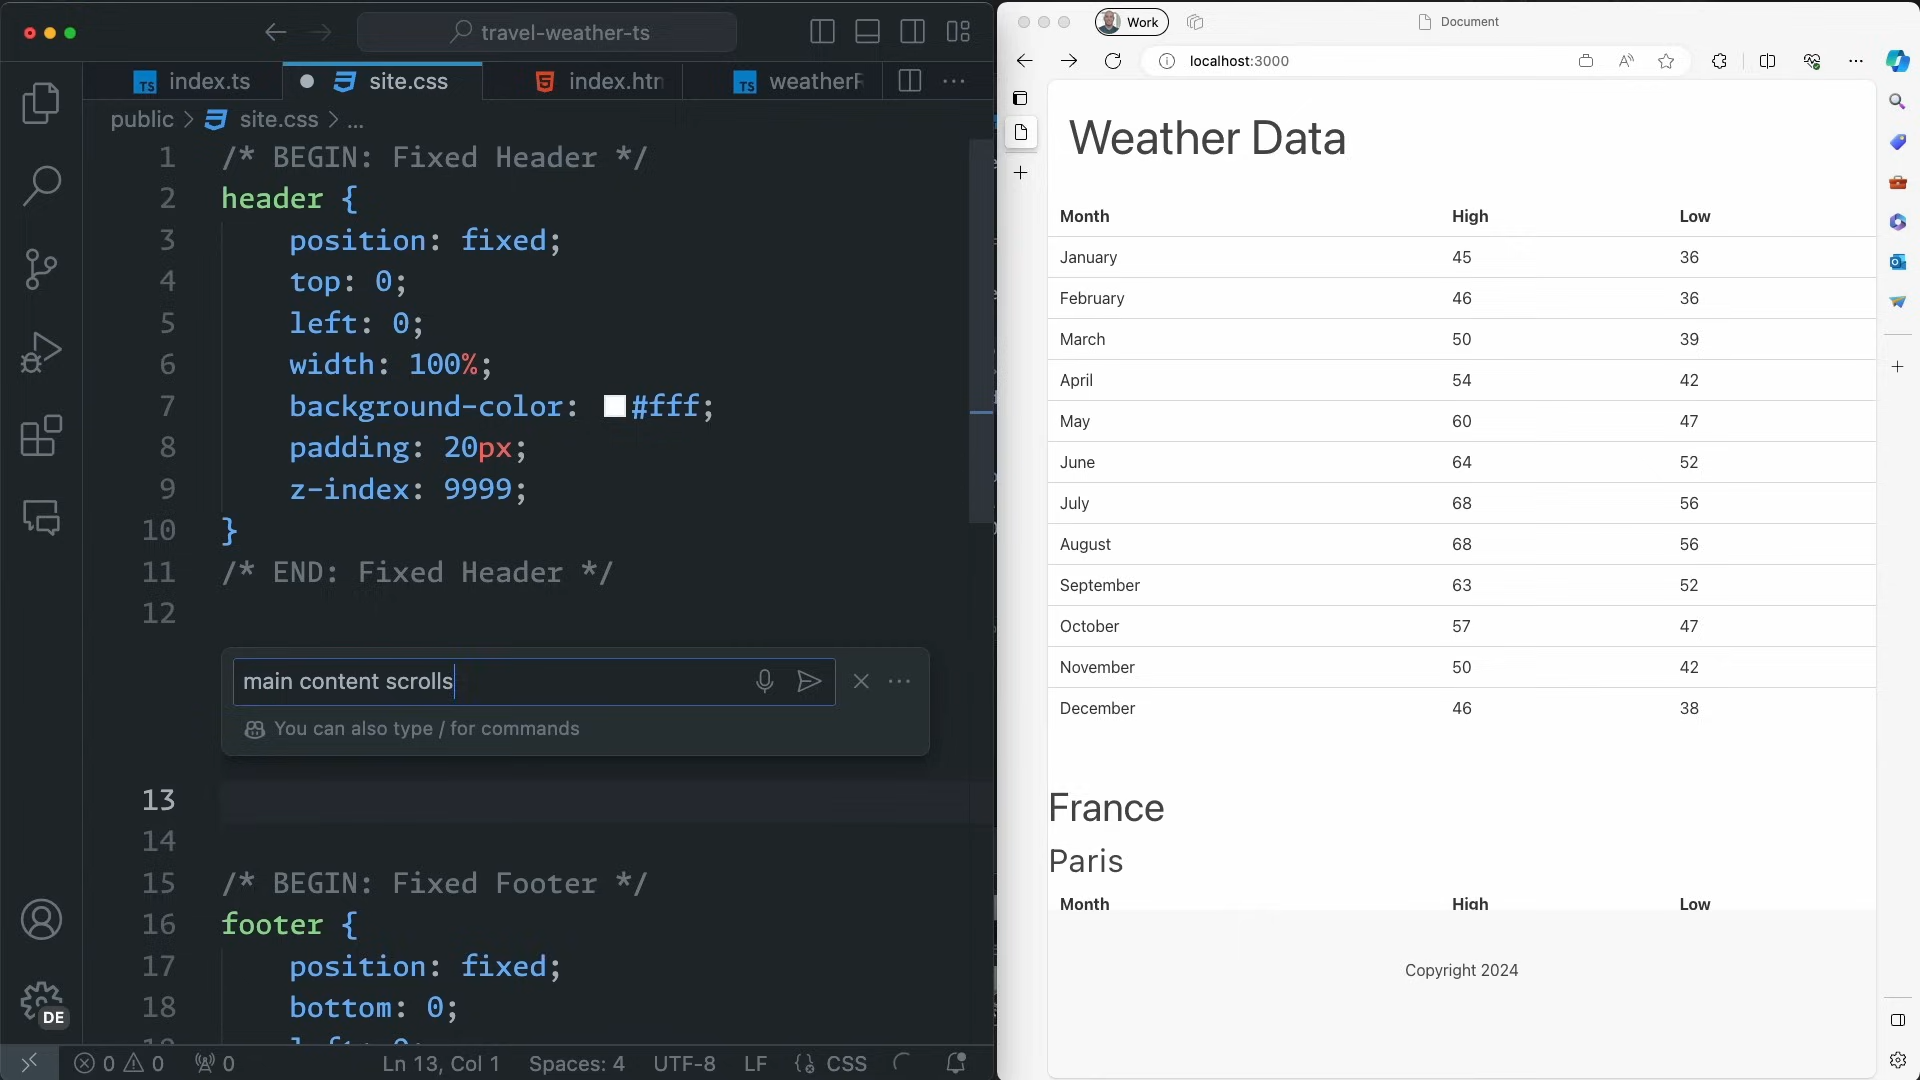 travel-weather-ts
index.ts
site.css
index.htm
weatherR
public > site.css > ...
1 /* BEGIN: Fixed Header */
2 header {
3 position: fixed;
4 top: 0;
5 left: 0;
6 width: 100%;
7 background-color: #fff;
8 padding: 20px;
9 z-index: 9999;
10 }
11 /* END: Fixed Header */
12
main content scrolls
You can also type / for commands
13
14
15 /* BEGIN: Fixed Footer */
16 footer {
17 position: fixed;
18 bottom: 0;
DE
0 0 0 Ln 13, Col 1 Spaces: 4 UTF-8 LF {} CSS
Work
Document
localhost:3000
Weather Data
Month High Low
January 45 36
February 46 36
March 50 39
April 54 42
May 60 47
June 64 52
July 68 56
August 68 56
September 63 52
October 57 47
November 50 42
December 46 38
France
Paris
Month High Low
Copyright 2024